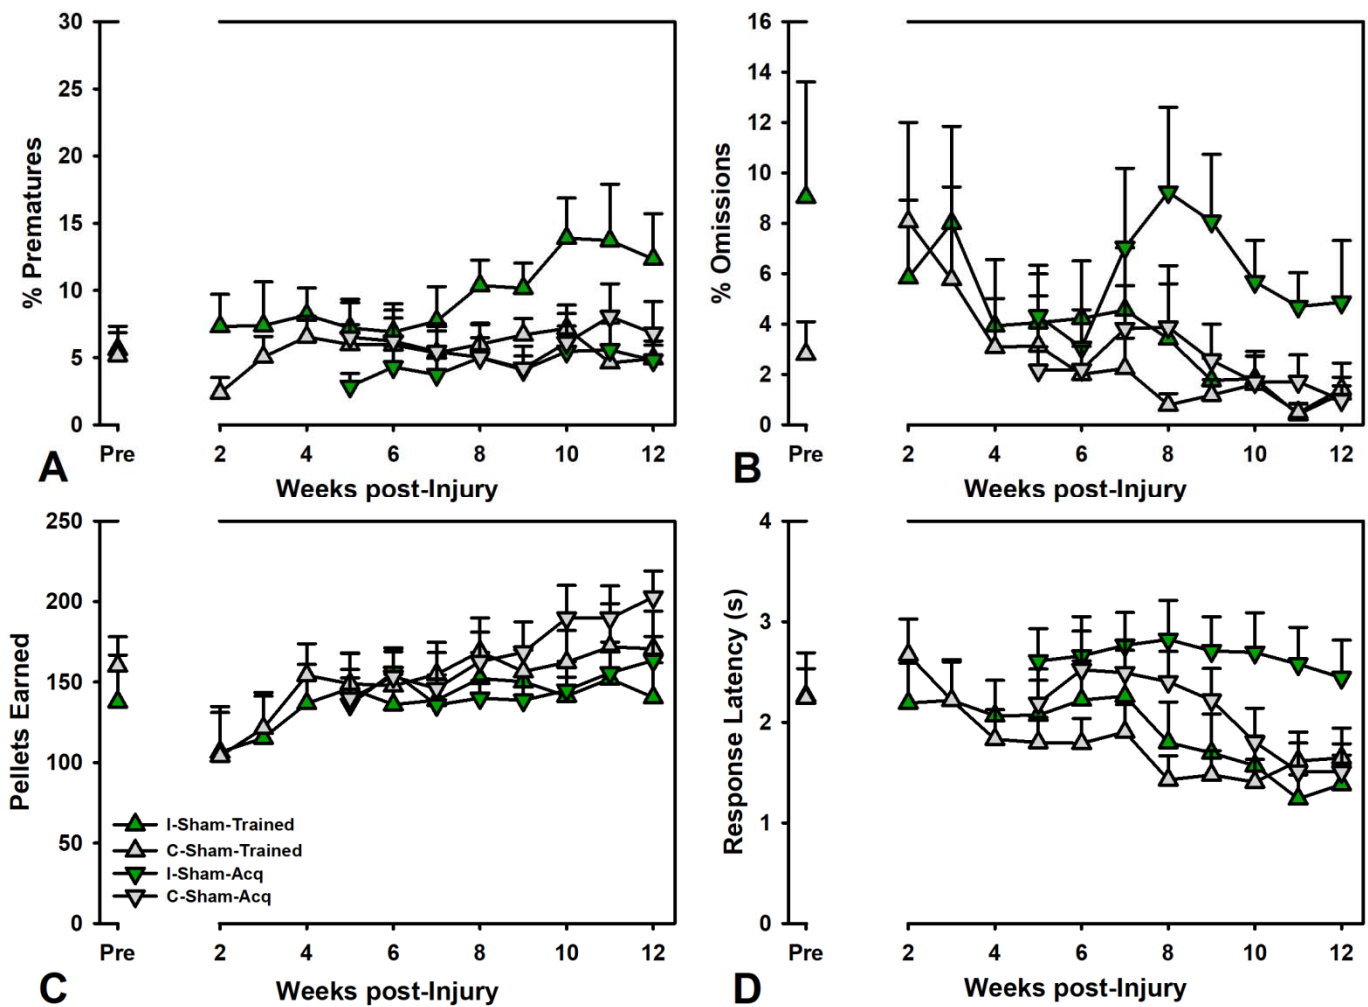 30
25
20
15
10
5
0
% Prematures
Pre
2
4
6
8
10
12
A
Weeks post-Injury
16
14
12
10
8
6
4
2
0
% Omissions
Pre
2
4
6
8
10
12
B
Weeks post-Injury
250
200
150
100
50
0
Pellets Earned
I-Sham-Trained
C-Sham-Trained
I-Sham-Acq
C-Sham-Acq
Pre
2
4
6
8
10
12
C
Weeks post-Injury
4
3
2
1
0
Response Latency (s)
Pre
2
4
6
8
10
12
D
Weeks post-Injury